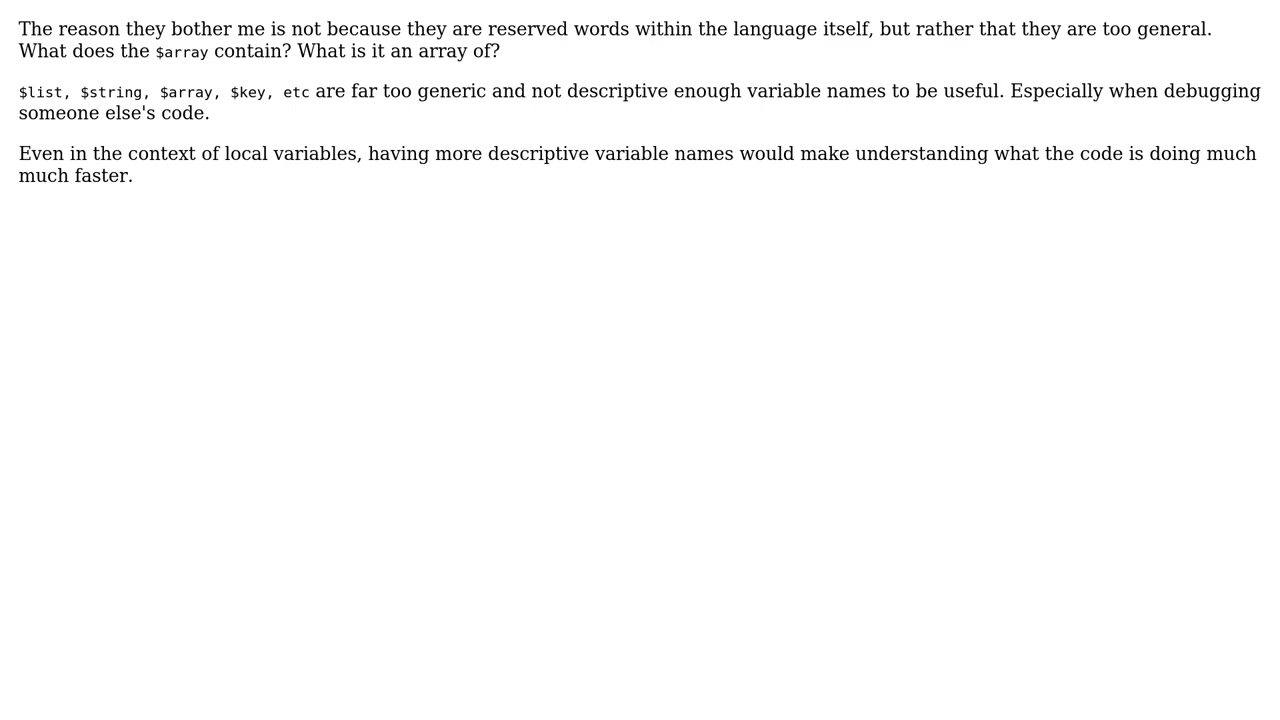 The reason they bother me is not because they are reserved words within the language itself, but rather that they are too general.
What does the $array contain? What is it an array of?
$list, $string, $array, $key, etc are far too generic and not descriptive enough variable names to be useful. Especially when debugging
someone else's code.
Even in the context of local variables, having more descriptive variable names would make understanding what the code is doing much
much faster.